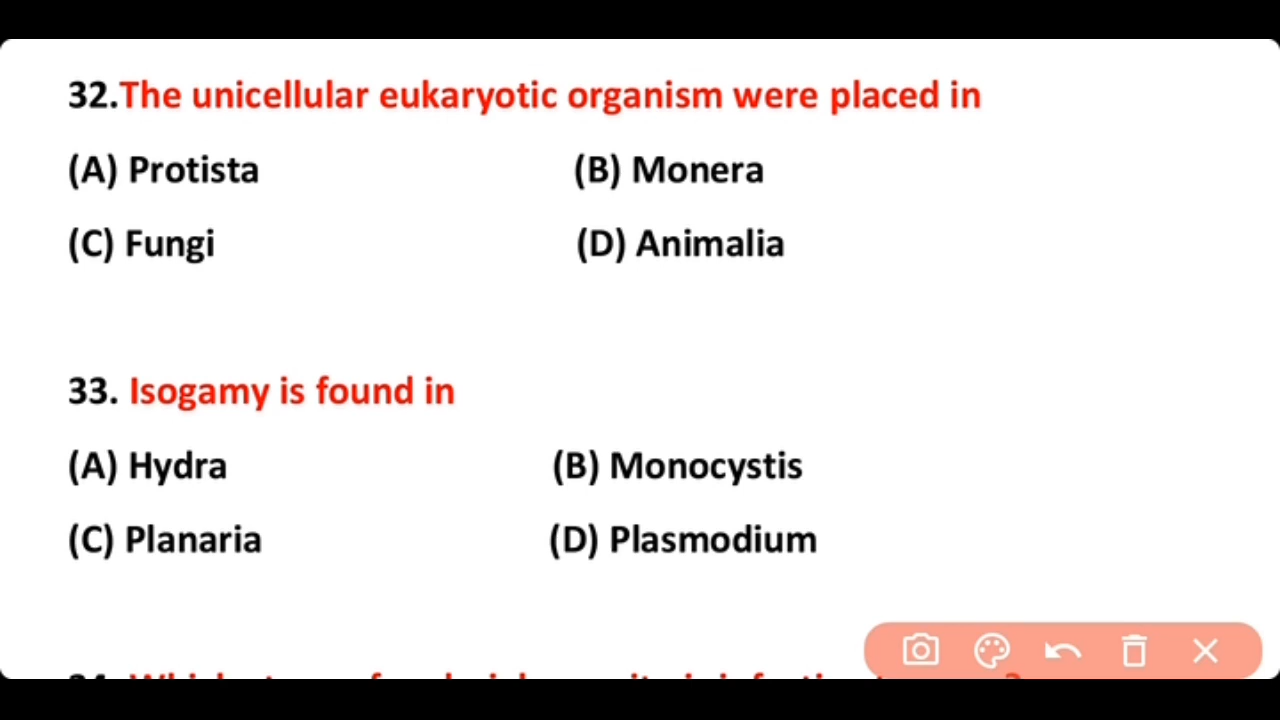 32.The unicellular eukaryotic organism were placed in
(A) Protista (B) Monera
(C) Fungi (D) Animalia
33. Isogamy is found in
(A) Hydra (B) Monocystis
(C) Planaria (D) Plasmodium